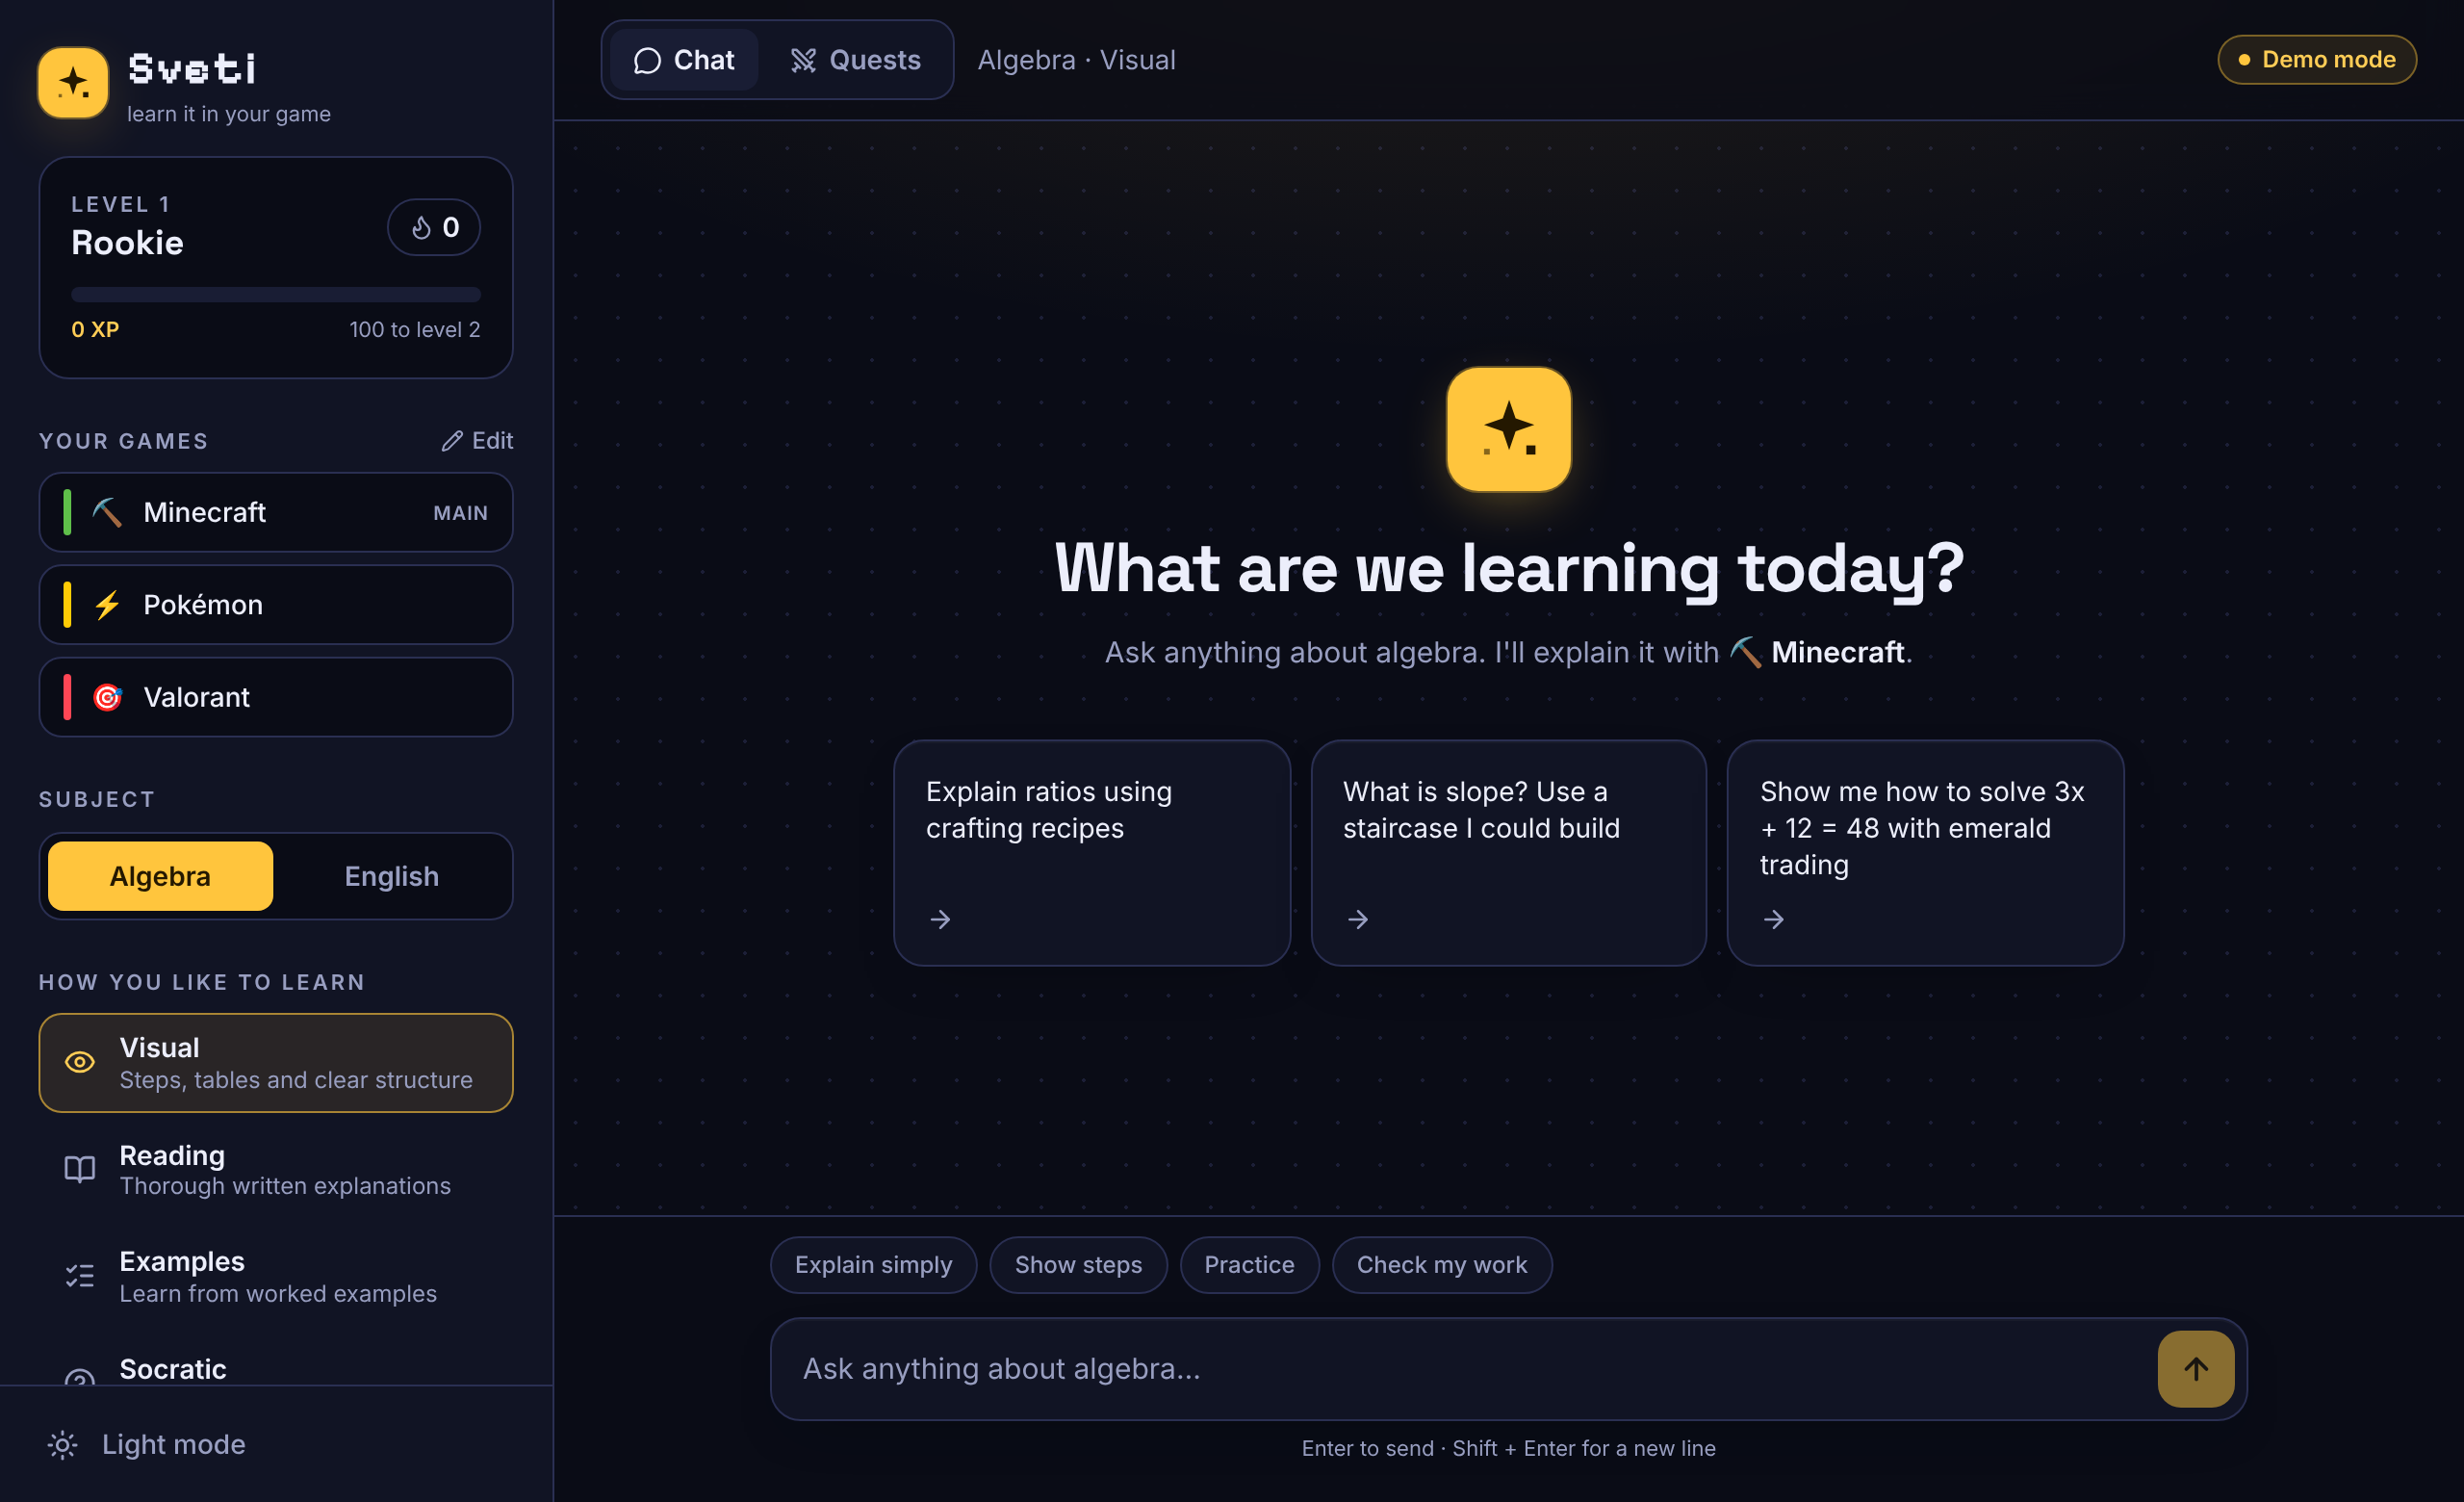 Sveti
learn it in your game
LEVEL 1
Rookie
0
0 XP
100 to level 2
YOUR GAMES
Edit
Minecraft
MAIN
Pokémon
Valorant
SUBJECT
Algebra
English
HOW YOU LIKE TO LEARN
Visual
Steps, tables and clear structure
Reading
Thorough written explanations
Examples
Learn from worked examples
Socratic
Light mode
Chat
Quests
Algebra · Visual
Demo mode
What are we learning today?
Ask anything about algebra. I'll explain it with ⛏️ Minecraft.
Explain ratios using
crafting recipes
What is slope? Use a
staircase I could build
Show me how to solve 3x
+ 12 = 48 with emerald
trading
Explain simply
Show steps
Practice
Check my work
Ask anything about algebra...
Enter to send · Shift + Enter for a new line